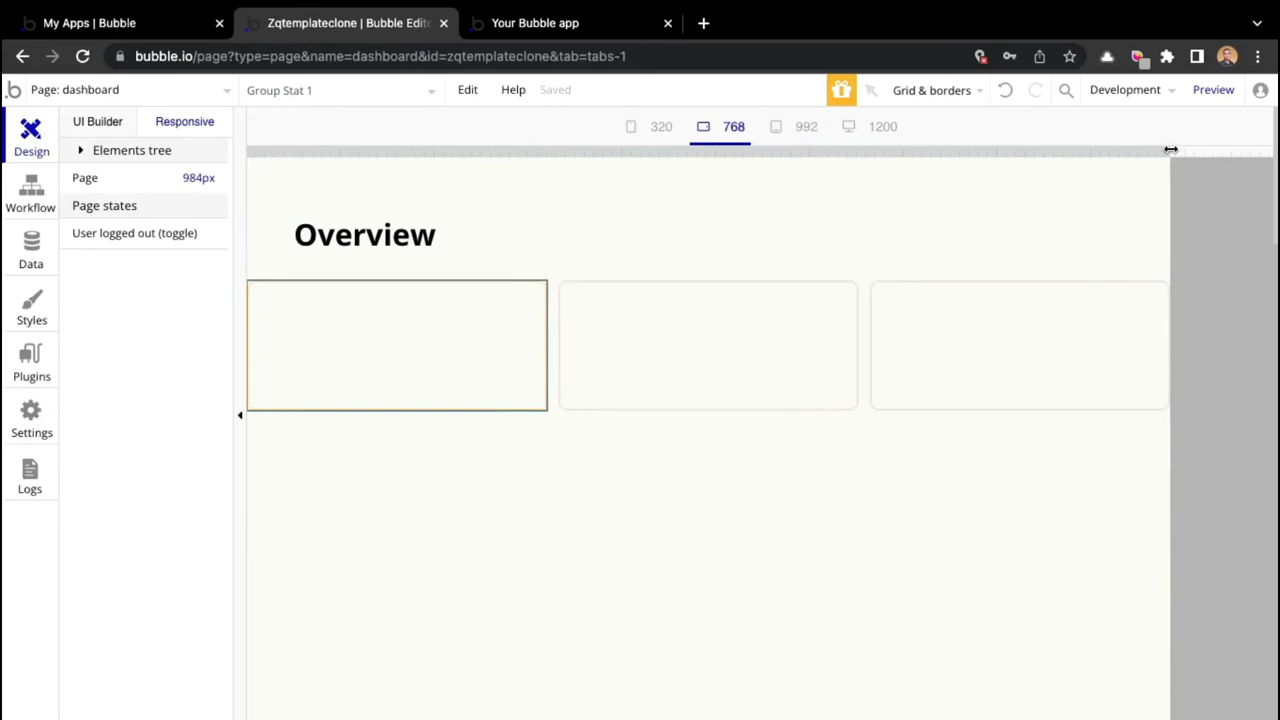 My Apps | Bubble
Zqtemplateclone | Bubble Edit
Your Bubble app
bubble.io/page?type=page&name=dashboard&id=zqtemplateclone&tab=tabs-1
Page: dashboard
Group Stat 1
Edit
Help
Saved
Grid & borders
Development
Preview
Design
Workflow
Data
Styles
Plugins
Settings
Logs
UI Builder
Responsive
Elements tree
Page 984px
Page states
User logged out (toggle)
320
768
992
1200
Overview